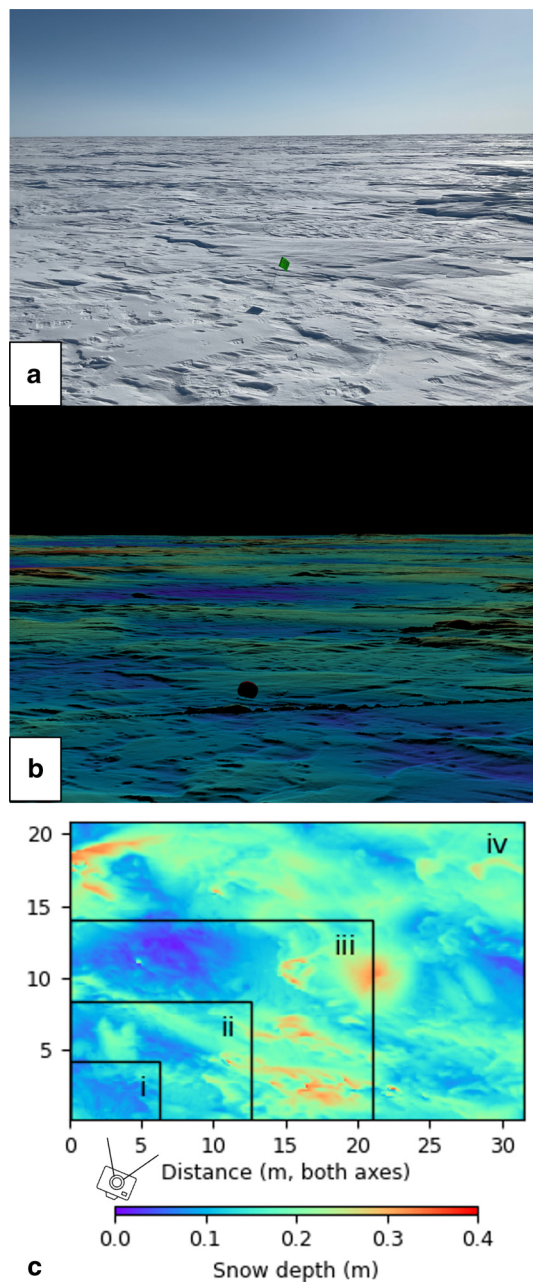 a
b
20
iv
15
iii
10
ii
5
i
0 5 10 15 20 25 30
Distance (m, both axes)
0.0 0.1 0.2 0.3 0.4
Snow depth (m)
c